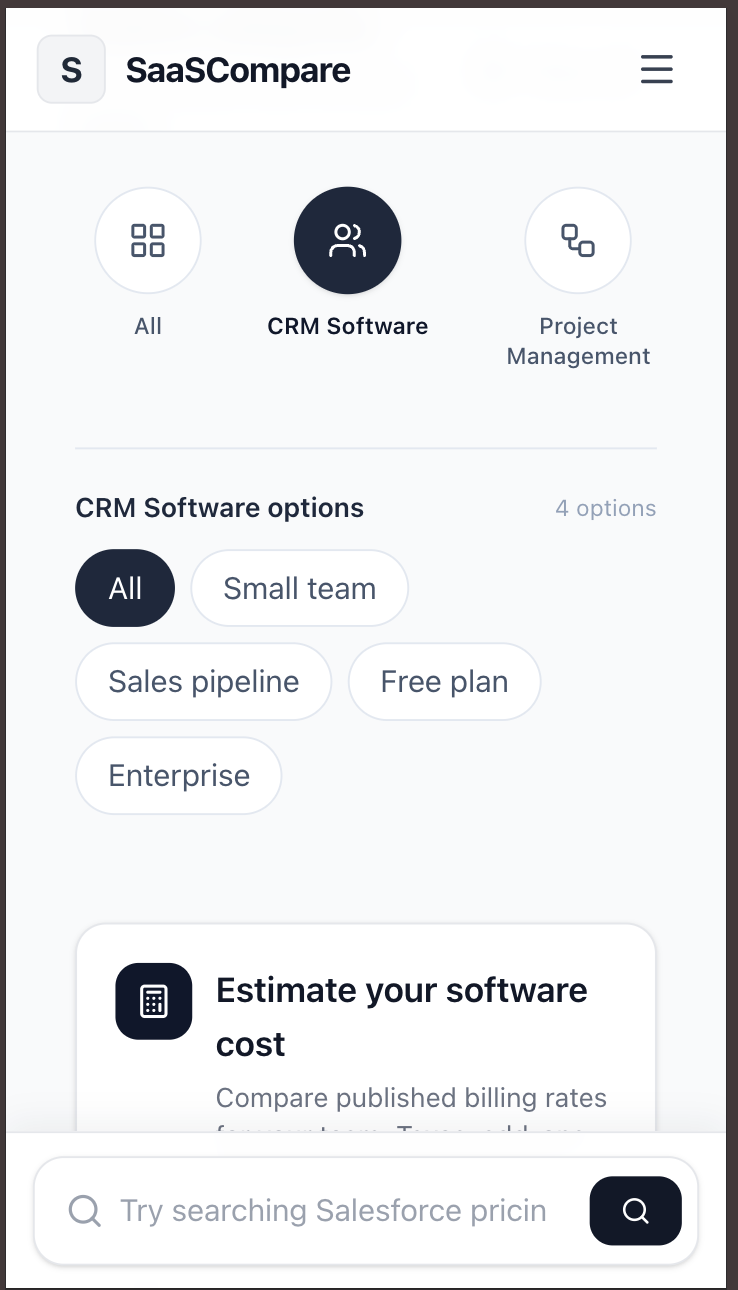 S SaaSCompare
All
CRM Software
Project
Management
CRM Software options
4 options
All
Small team
Sales pipeline
Free plan
Enterprise
Estimate your software
cost
Compare published billing rates
Try searching Salesforce pricin